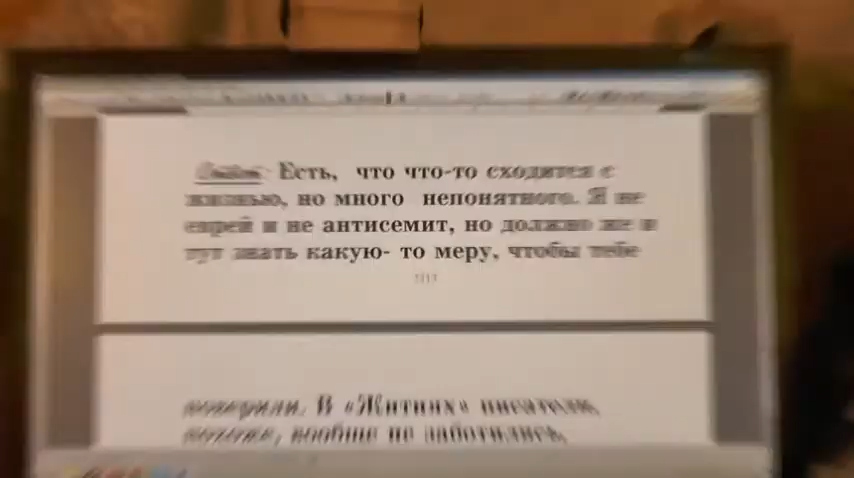 Есть, что что-то сходится с
жизнью, но много непонятного. Я не
еврей и не антисемит, но должно же и
тут знать какую- то меру, чтобы тебе
поверили. В «Житиях» писатели,
похоже, вообще не заботились,